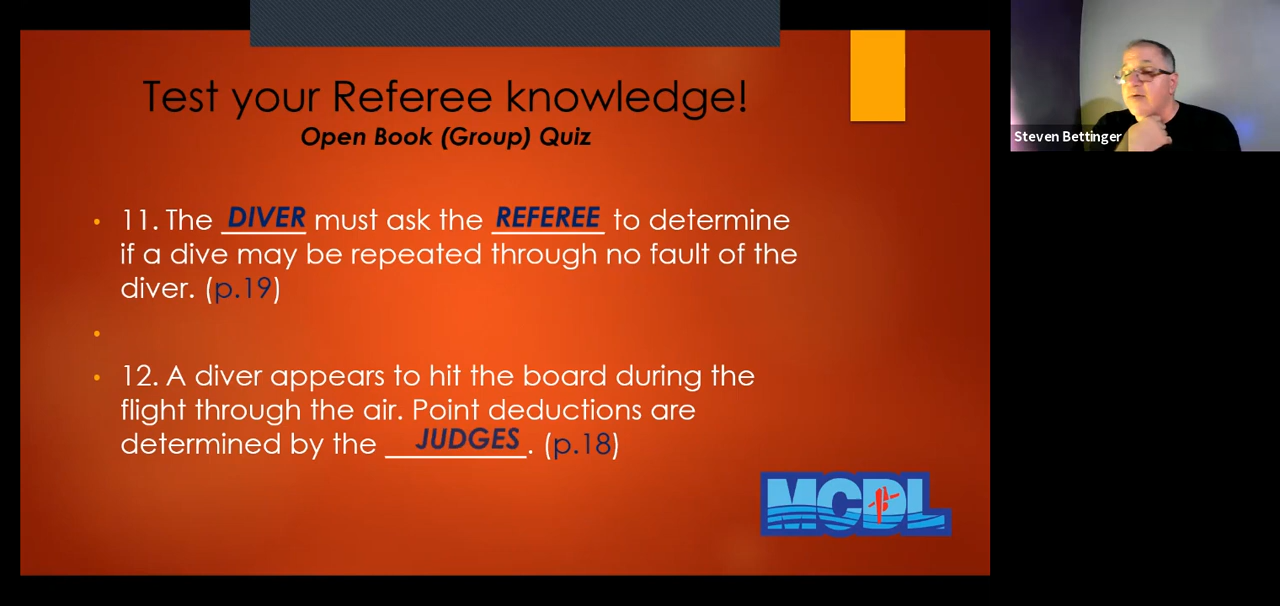 Test your Referee knowledge!
Open Book (Group) Quiz
Steven Bettinger
11. The DIVER must ask the REFEREE to determine
if a dive may be repeated through no fault of the
diver. (p.19)
12. A diver appears to hit the board during the
flight through the air. Point deductions are
determined by the JUDGES. (p.18)
MCDL